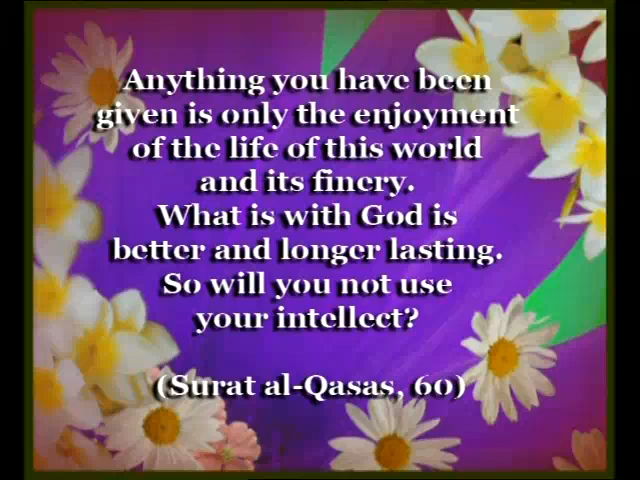 Anything you have been
given is only the enjoyment
of the life of this world
and its finery.
What is with God is
better and longer lasting.
So will you not use
your intellect?
(Surat al-Qasas, 60)